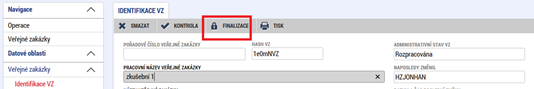 Navigace
Operace
Veřejné zakázky
Datové oblasti
Veřejné zakázky
Identifikace VZ
IDENTIFIKACE VZ
SMAZAT KONTROLA FINALIZACE TISK
POŘADOVÉ ČÍSLO VEŘEJNÉ ZAKÁZKY
HASH VZ
1e0mNVZ
ADMINISTRATIVNÍ STAV VZ
Rozpracována
PRACOVNÍ NÁZEV VEŘEJNÉ ZAKÁZKY
zkušební 1
NAPOSLEDY ZMĚNIL
HZJONHAN